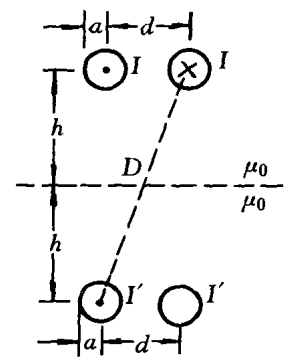 a d
I I
h
D μ₀
μ₀
h
I′ I′
a d